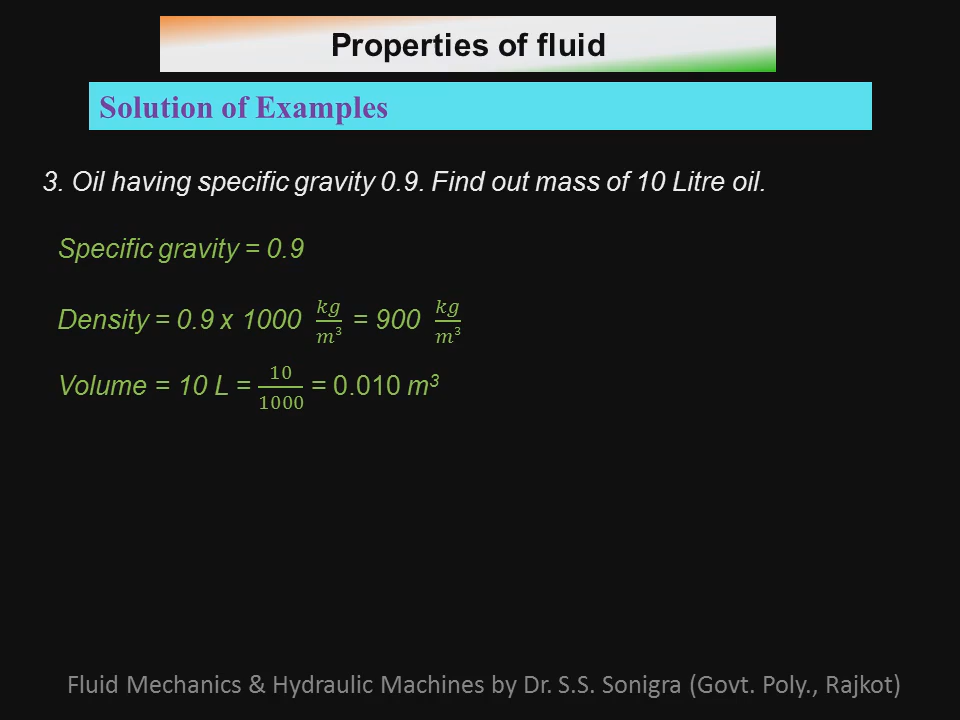 Properties of fluid
Solution of Examples
3. Oil having specific gravity 0.9. Find out mass of 10 Litre oil.
Specific gravity = 0.9
Density = 0.9 x 1000 kg/m³ = 900 kg/m³
Volume = 10 L = 10/1000 = 0.010 m³
Fluid Mechanics & Hydraulic Machines by Dr. S.S. Sonigra (Govt. Poly., Rajkot)